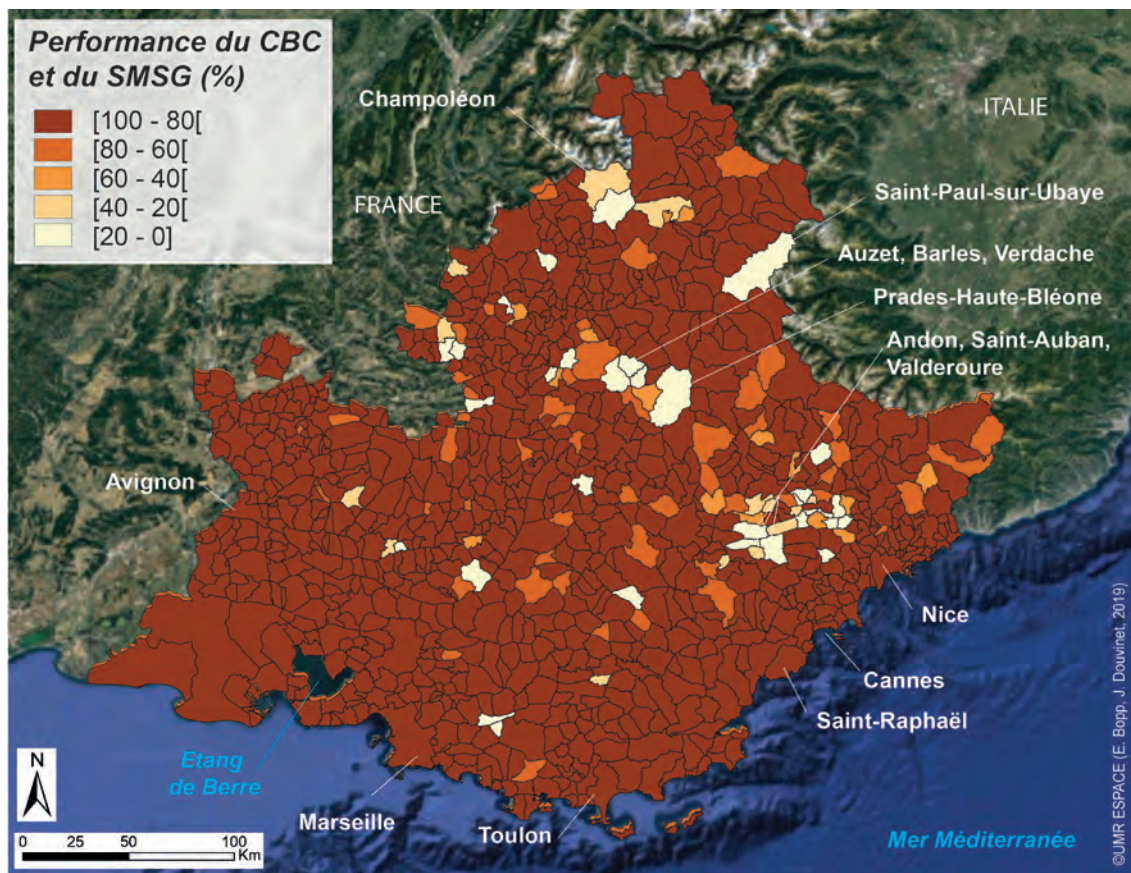 Performance du CBC
et du SMSG (%)
[100 - 80[
[80 - 60[
[60 - 40[
[40 - 20[
[20 - 0]
Champoléon
ITALIE
FRANCE
Saint-Paul-sur-Ubaye
Auzet, Barles, Verdache
Prades-Haute-Bléone
Andon, Saint-Auban,
Valderoure
Avignon
Nice
Cannes
Saint-Raphaël
Etang
de Berre
Marseille
Toulon
Mer Mèditerranée
N
0 25 50 100
Km
©UMR ESPACE (E. Bopp, J. Douvinet, 2019)